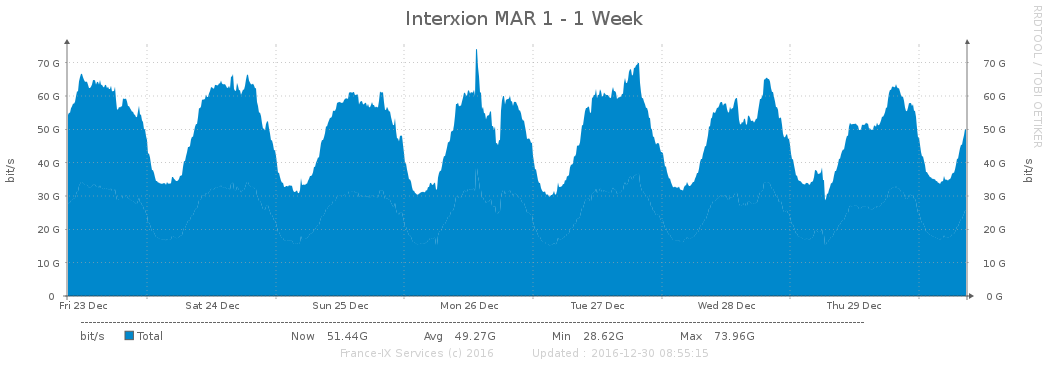 Interxion MAR 1 - 1 Week
RRDTOOL / TOBI OETIKER
70 G 70 G
60 G 60 G
50 G 50 G
40 G 40 G
30 G 30 G
20 G 20 G
10 G 10 G
0 0 G
bit/s bit/s
Fri 23 Dec Sat 24 Dec Sun 25 Dec Mon 26 Dec Tue 27 Dec Wed 28 Dec Thu 29 Dec
bit/s Total Now 51.44G Avg 49.27G Min 28.62G Max 73.96G
France-IX Services (c) 2016 Updated : 2016-12-30 08:55:15